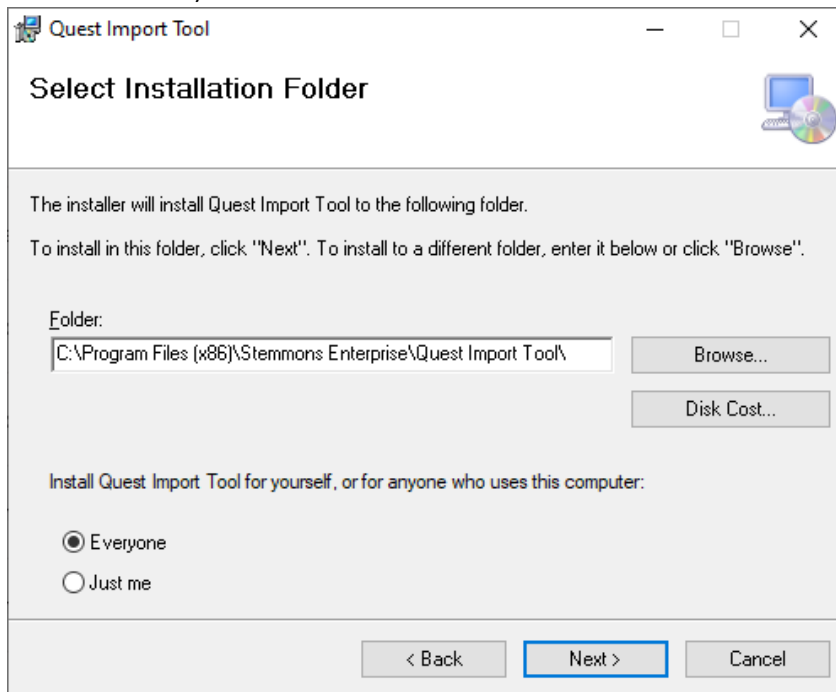 Quest Import Tool
Select Installation Folder
The installer will install Quest Import Tool to the following folder.
To install in this folder, click "Next". To install to a different folder, enter it below or click "Browse".
Folder:
C:\Program Files (x86)\Stemmons Enterprise\Quest Import Tool\
Browse...
Disk Cost...
Install Quest Import Tool for yourself, or for anyone who uses this computer:
Everyone
Just me
< Back
Next >
Cancel